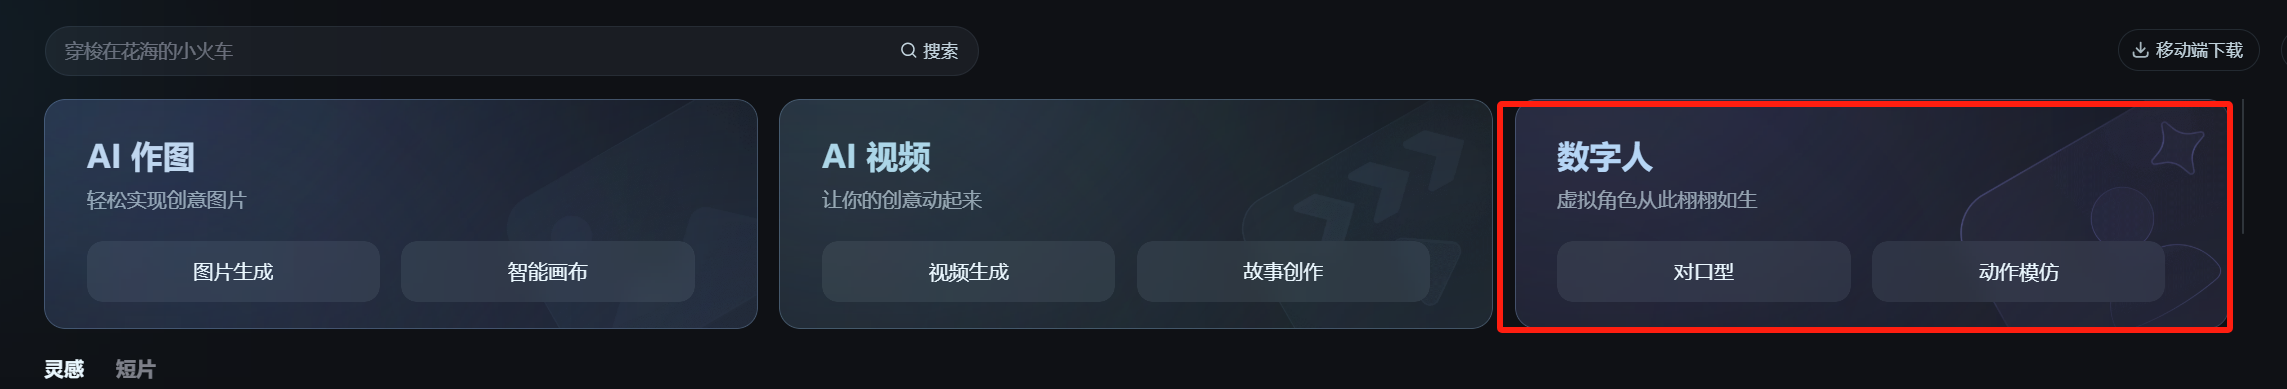 穿梭在花海的小火车
搜索
移动端下载
AI 作图
轻松实现创意图片
图片生成
智能画布
AI 视频
让你的创意动起来
视频生成
故事创作
数字人
虚拟角色从此栩栩如生
对口型
动作模仿
灵感
短片